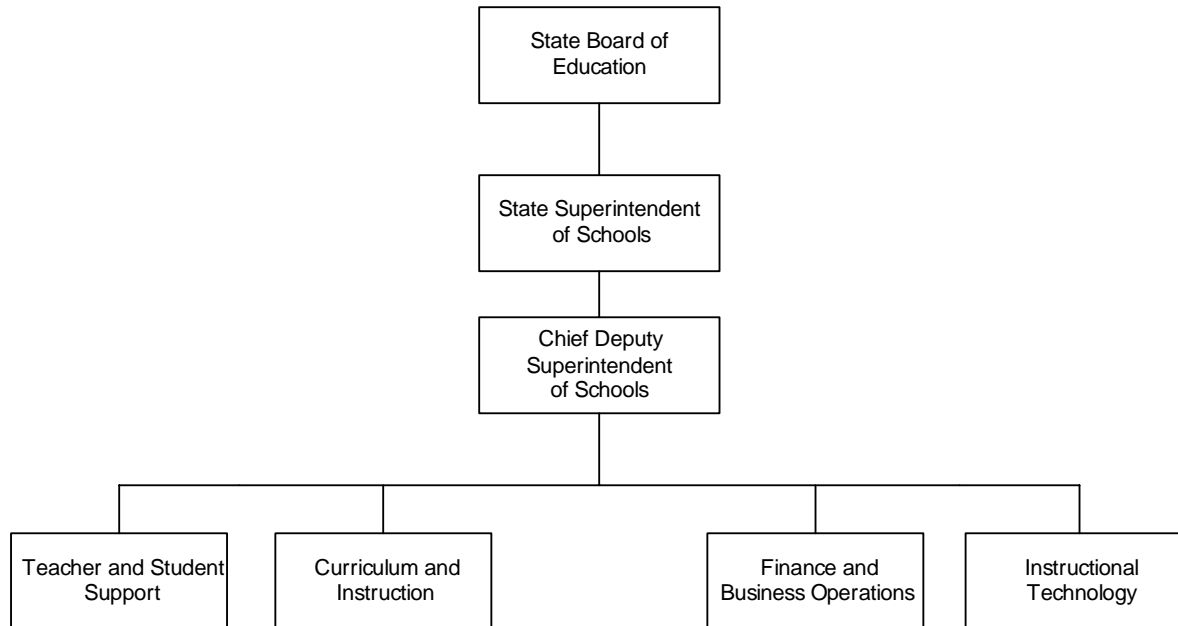 State Board of
Education
State Superintendent
of Schools
Chief Deputy
Superintendent
of Schools
Teacher and Student
Support
Curriculum and
Instruction
Finance and
Business Operations
Instructional
Technology